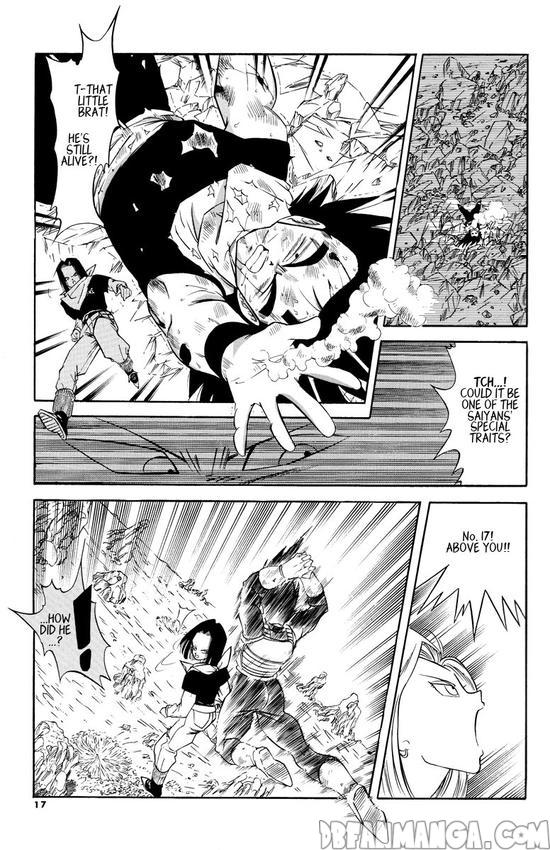 T-THAT
LITTLE
BRAT!
HE'S
STILL
ALIVE?!
TCH...!
COULD IT BE
ONE OF THE
SAIYANS'
SPECIAL
TRAITS?
No. 17!
ABOVE YOU!!
...HOW
DID HE
...?
!
17
DBFANMANGA.COM